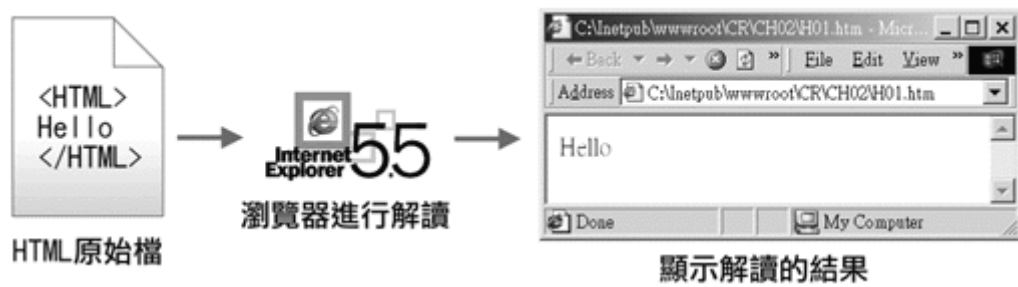 <HTML>
Hello
</HTML>
HTML原始檔
Internet
Explorer 5.5
瀏覽器進行解讀
C:\Inetpub\wwwroot\CR\CH02\H01.htm - Micr...
Back » File Edit View »
Address C:\Inetpub\wwwroot\CR\CH02\H01.htm
Hello
Done My Computer
顯示解讀的結果